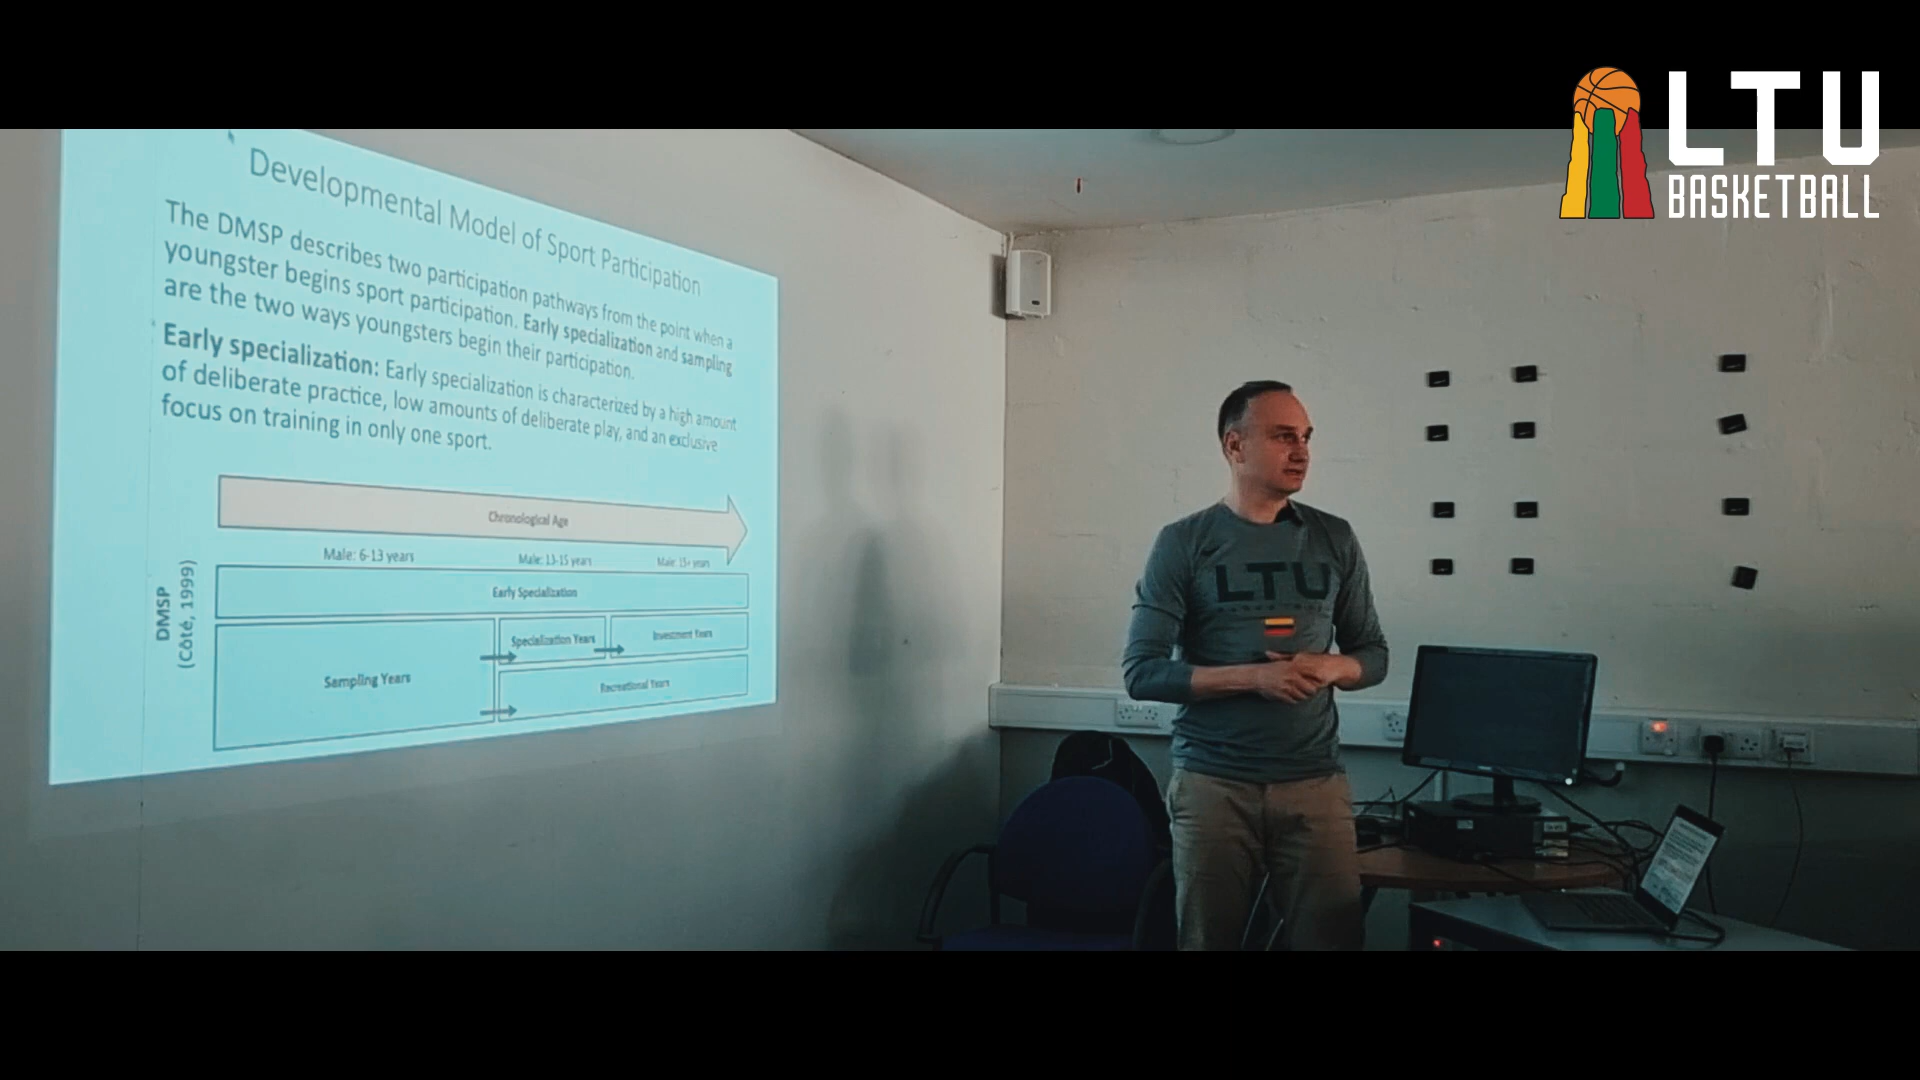 LTU
BASKETBALL
Developmental Model of Sport Participation
The DMSP describes two participation pathways from the point when a
youngster begins sport participation. Early specialization and sampling
are the two ways youngsters begin their participation.
Early specialization: Early specialization is characterized by a high amount
of deliberate practice, low amounts of deliberate play, and an exclusive
focus on training in only one sport.
Chronological Age
Male: 6-13 years
Male: 13-15 years
Male: 15+ years
DMSP
(Côté, 1999)
Early Specialization
Sampling Years
Specialization Years
Investment Years
Recreational Years
LTU